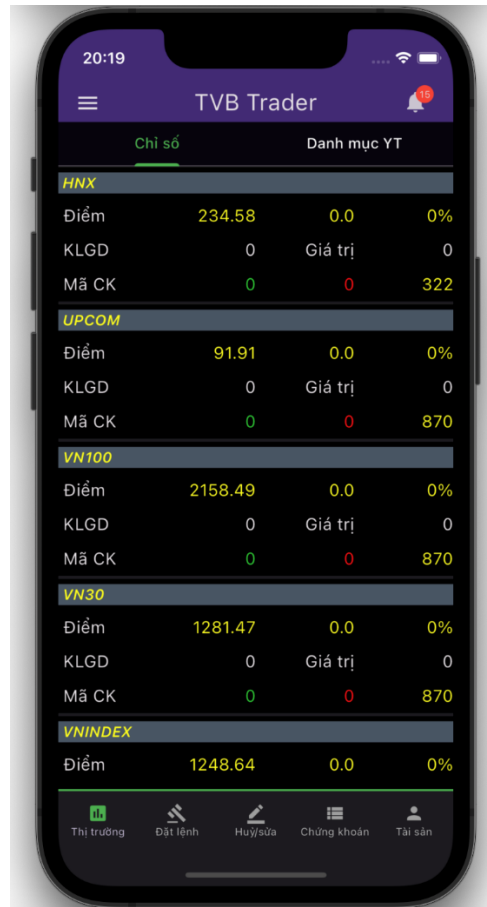 20:19
TVB Trader
15
Chỉ số Danh mục YT
HNX
Điểm 234.58 0.0 0%
KLGD 0 Giá trị 0
Mã CK 0 0 322
UPCOM
Điểm 91.91 0.0 0%
KLGD 0 Giá trị 0
Mã CK 0 0 870
VN100
Điểm 2158.49 0.0 0%
KLGD 0 Giá trị 0
Mã CK 0 0 870
VN30
Điểm 1281.47 0.0 0%
KLGD 0 Giá trị 0
Mã CK 0 0 870
VNINDEX
Điểm 1248.64 0.0 0%
Thị trường Đặt lệnh Huỷ/sửa Chứng khoán Tài sản